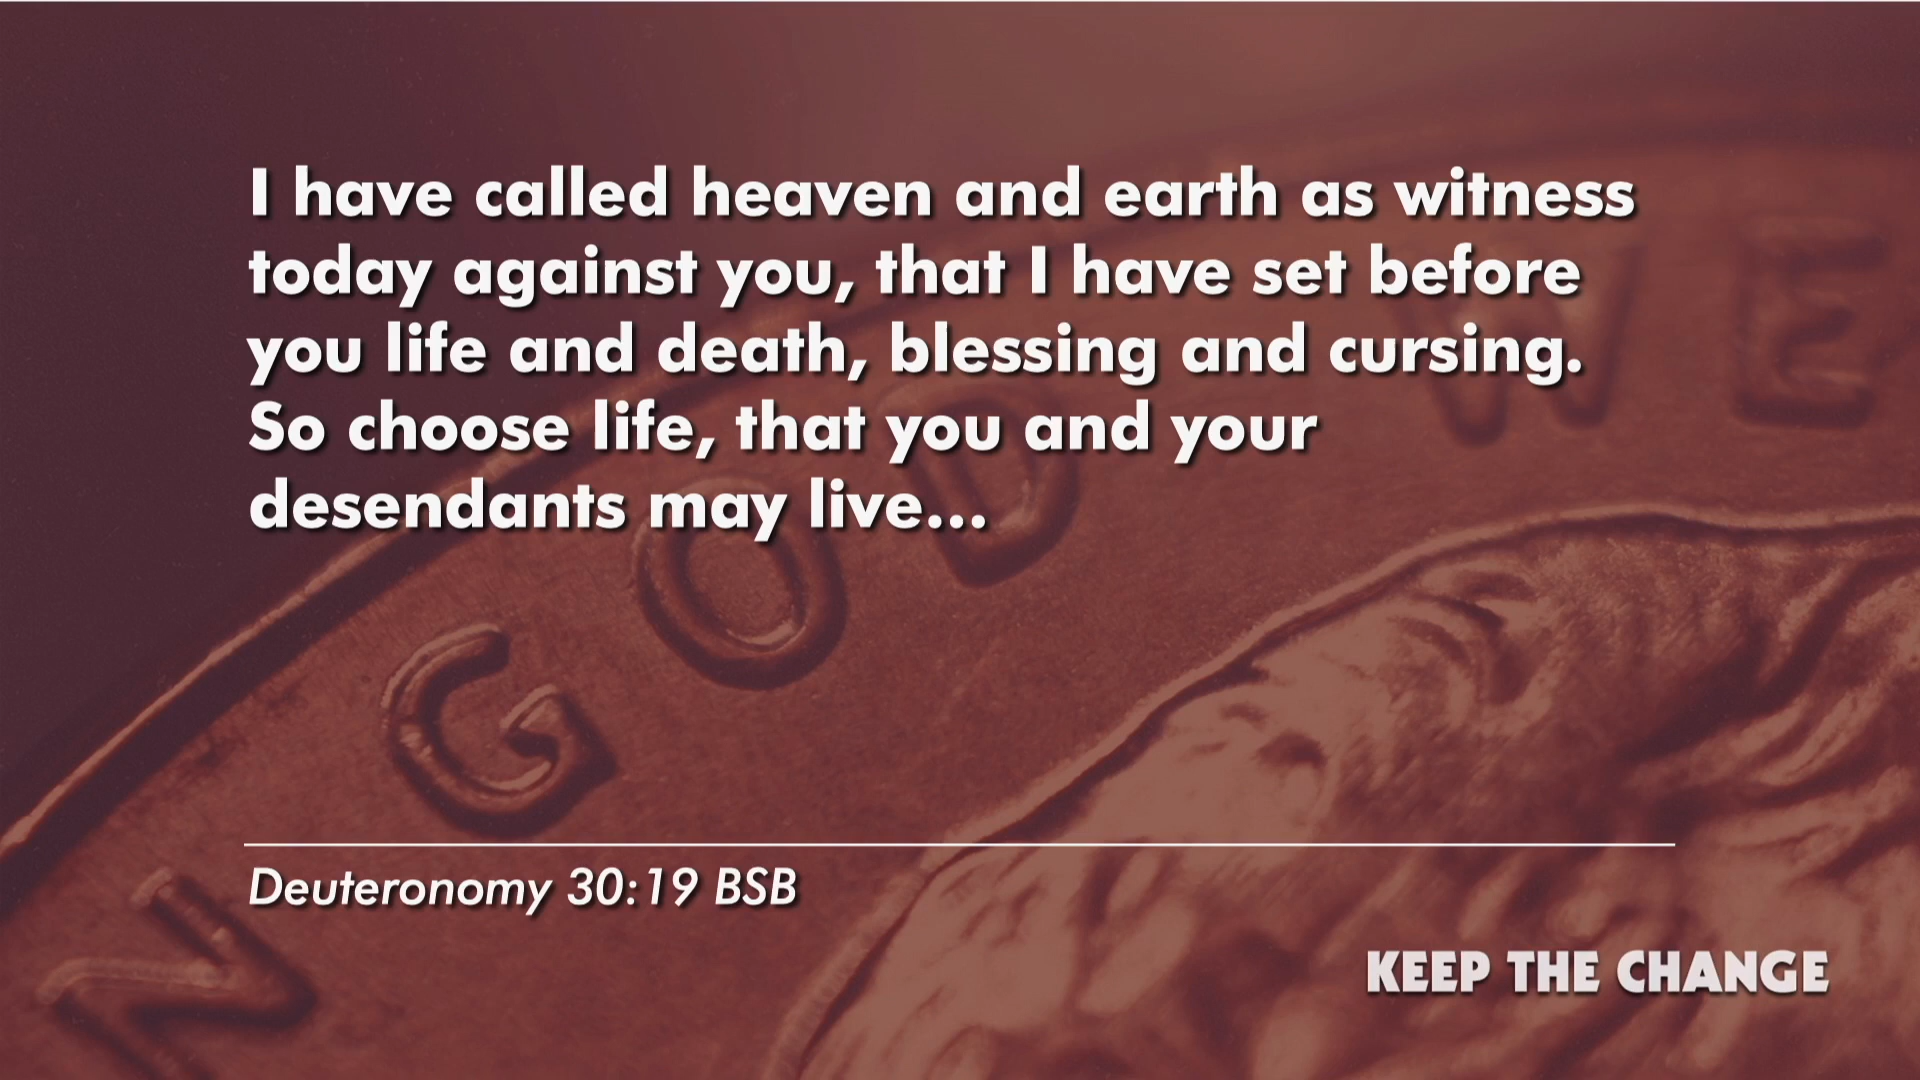 I have called heaven and earth as witness
today against you, that I have set before
you life and death, blessing and cursing.
So choose life, that you and your
desendants may live...
Deuteronomy 30:19 BSB
KEEP THE CHANGE
N GOD WE